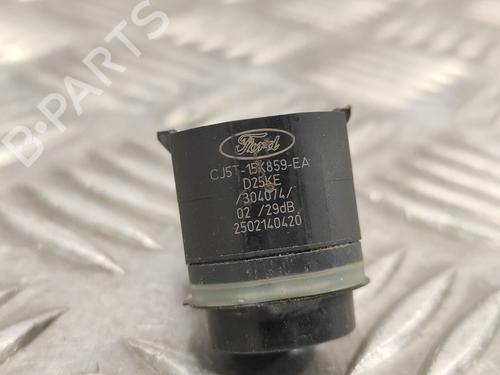 B-PARTS
Ford
CJ5T-15K859-EA
D25KE
/304074/
02 /29dB
2502140420